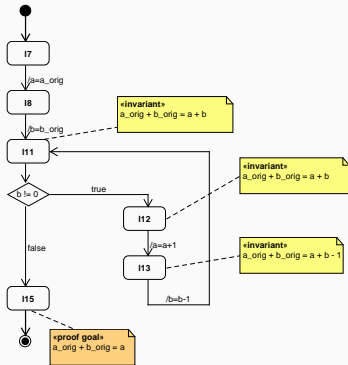 l7
/a=a_orig
l8
/b=b_orig
«invariant»
a_orig + b_orig = a + b
l11
b != 0
true
«invariant»
a_orig + b_orig = a + b
l12
/a=a+1
false
«invariant»
a_orig + b_orig = a + b - 1
l13
/b=b-1
l15
«proof goal»
a_orig + b_orig = a